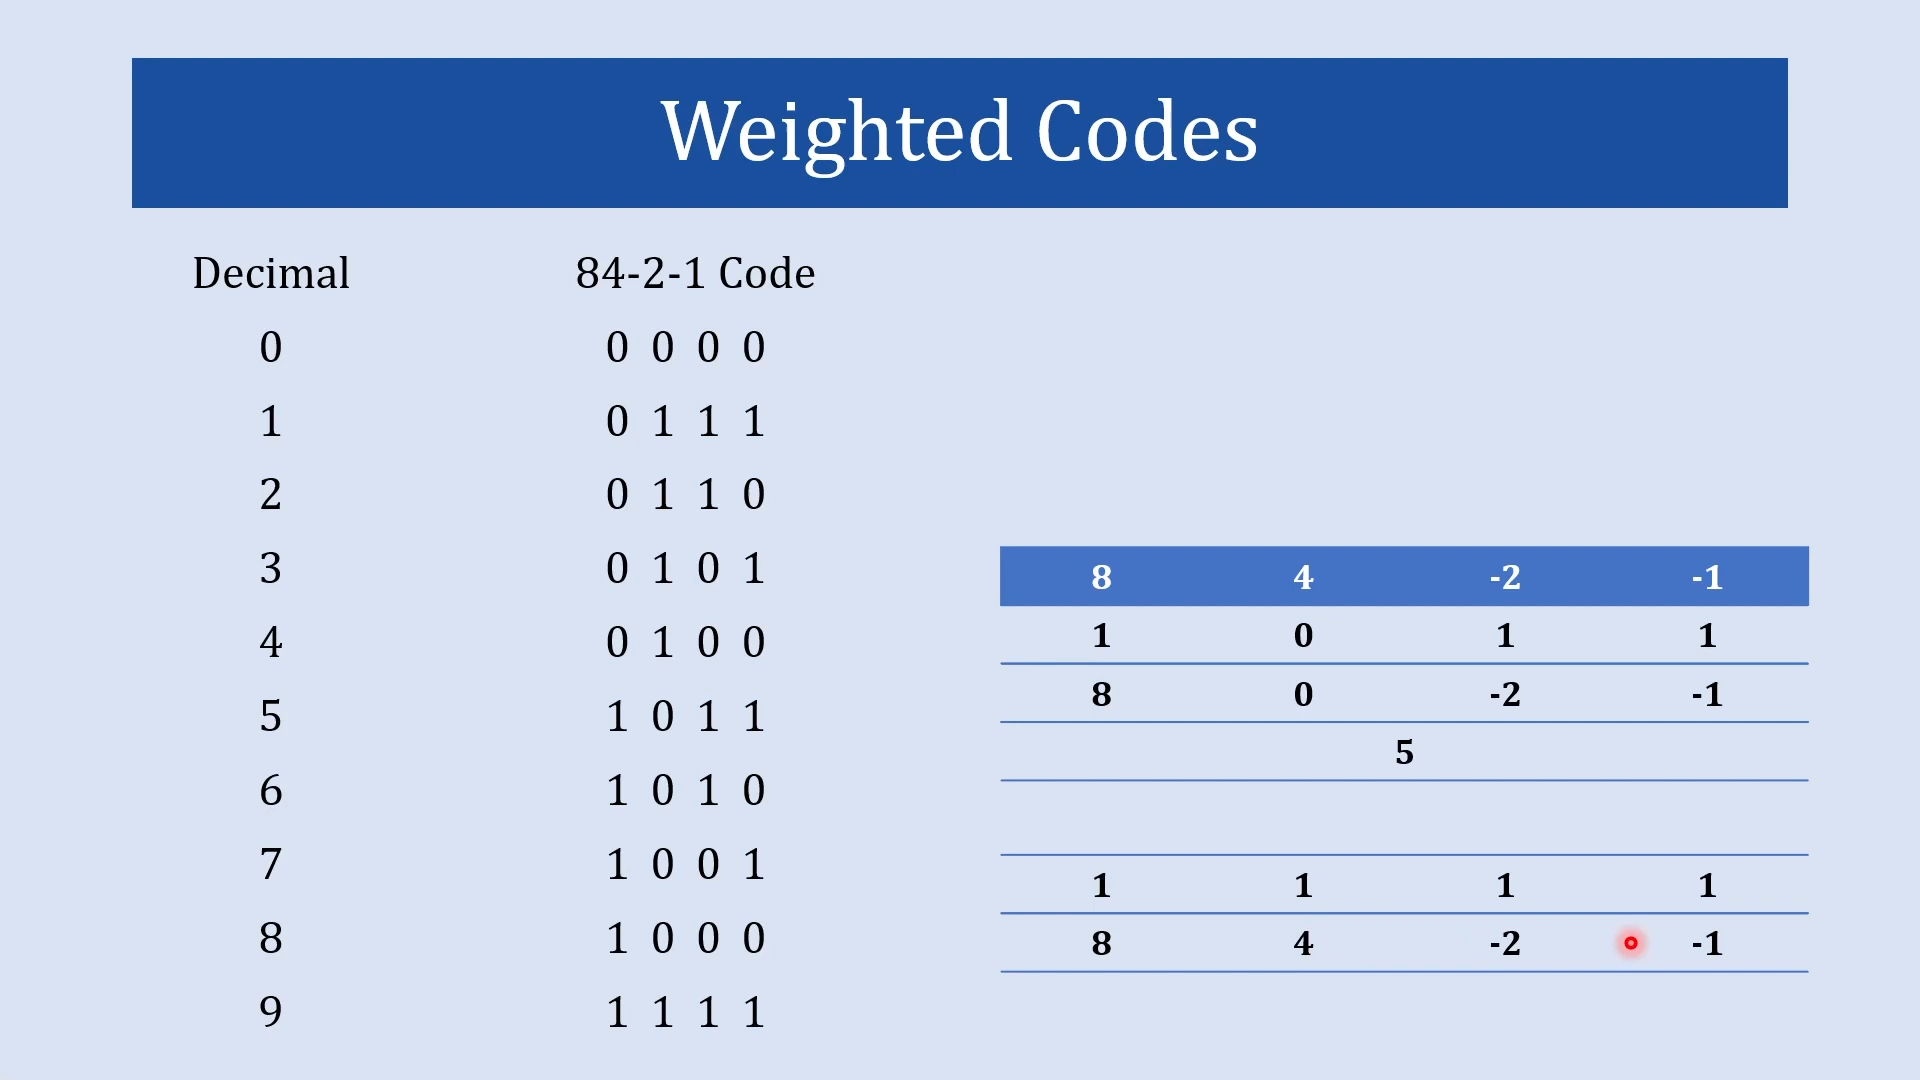 Weighted Codes
Decimal 84-2-1 Code
0 0 0 0 0
1 0 1 1 1
2 0 1 1 0
3 0 1 0 1
4 0 1 0 0
5 1 0 1 1
6 1 0 1 0
7 1 0 0 1
8 1 0 0 0
9 1 1 1 1
8 4 -2 -1
1 0 1 1
8 0 -2 -1
5
1 1 1 1
8 4 -2 -1